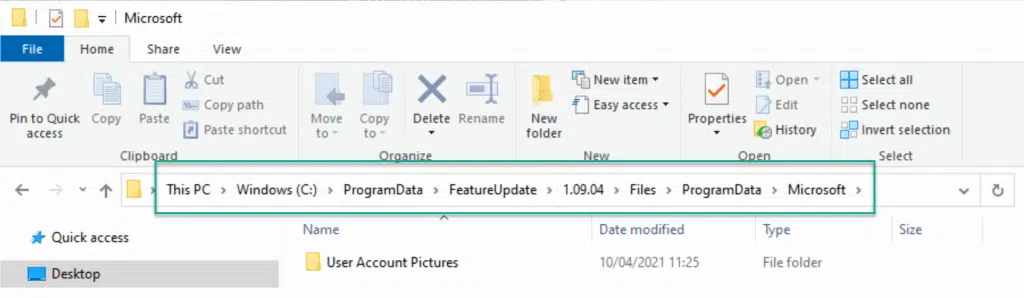 Microsoft
File Home Share View
Pin to Quick access
Copy
Paste
Cut
Copy path
Paste shortcut
Clipboard
Move to
Copy to
Delete
Rename
Organize
New folder
New item
Easy access
New
Properties
Open
Edit
History
Open
Select all
Select none
Invert selection
Select
This PC > Windows (C:) > ProgramData > FeatureUpdate > 1.09.04 > Files > ProgramData > Microsoft >
Quick access
Desktop
Name Date modified Type Size
User Account Pictures 10/04/2021 11:25 File folder